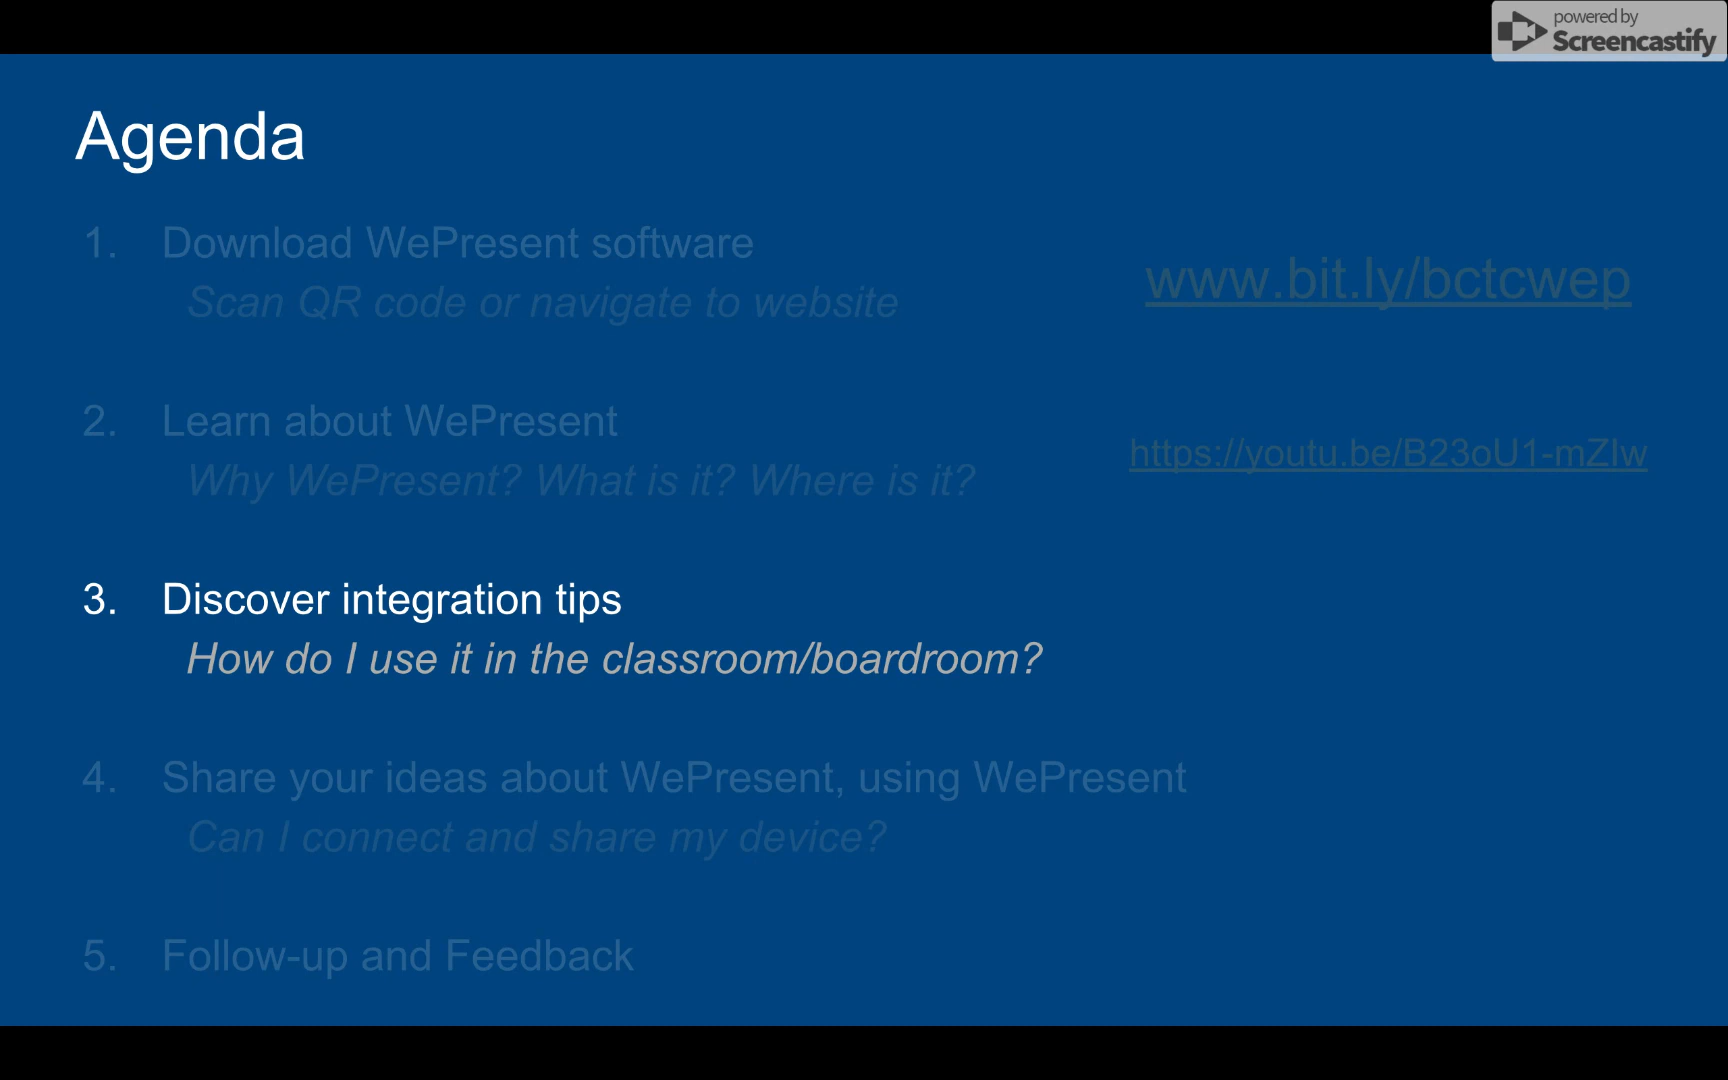 powered by
Screencastify
Agenda
1. Download WePresent software
Scan QR code or navigate to website
www.bit.ly/bctcwep
2. Learn about WePresent
Why WePresent? What is it? Where is it?
https://youtu.be/B23oU1-mZIw
3. Discover integration tips
How do I use it in the classroom/boardroom?
4. Share your ideas about WePresent, using WePresent
Can I connect and share my device?
5. Follow-up and Feedback